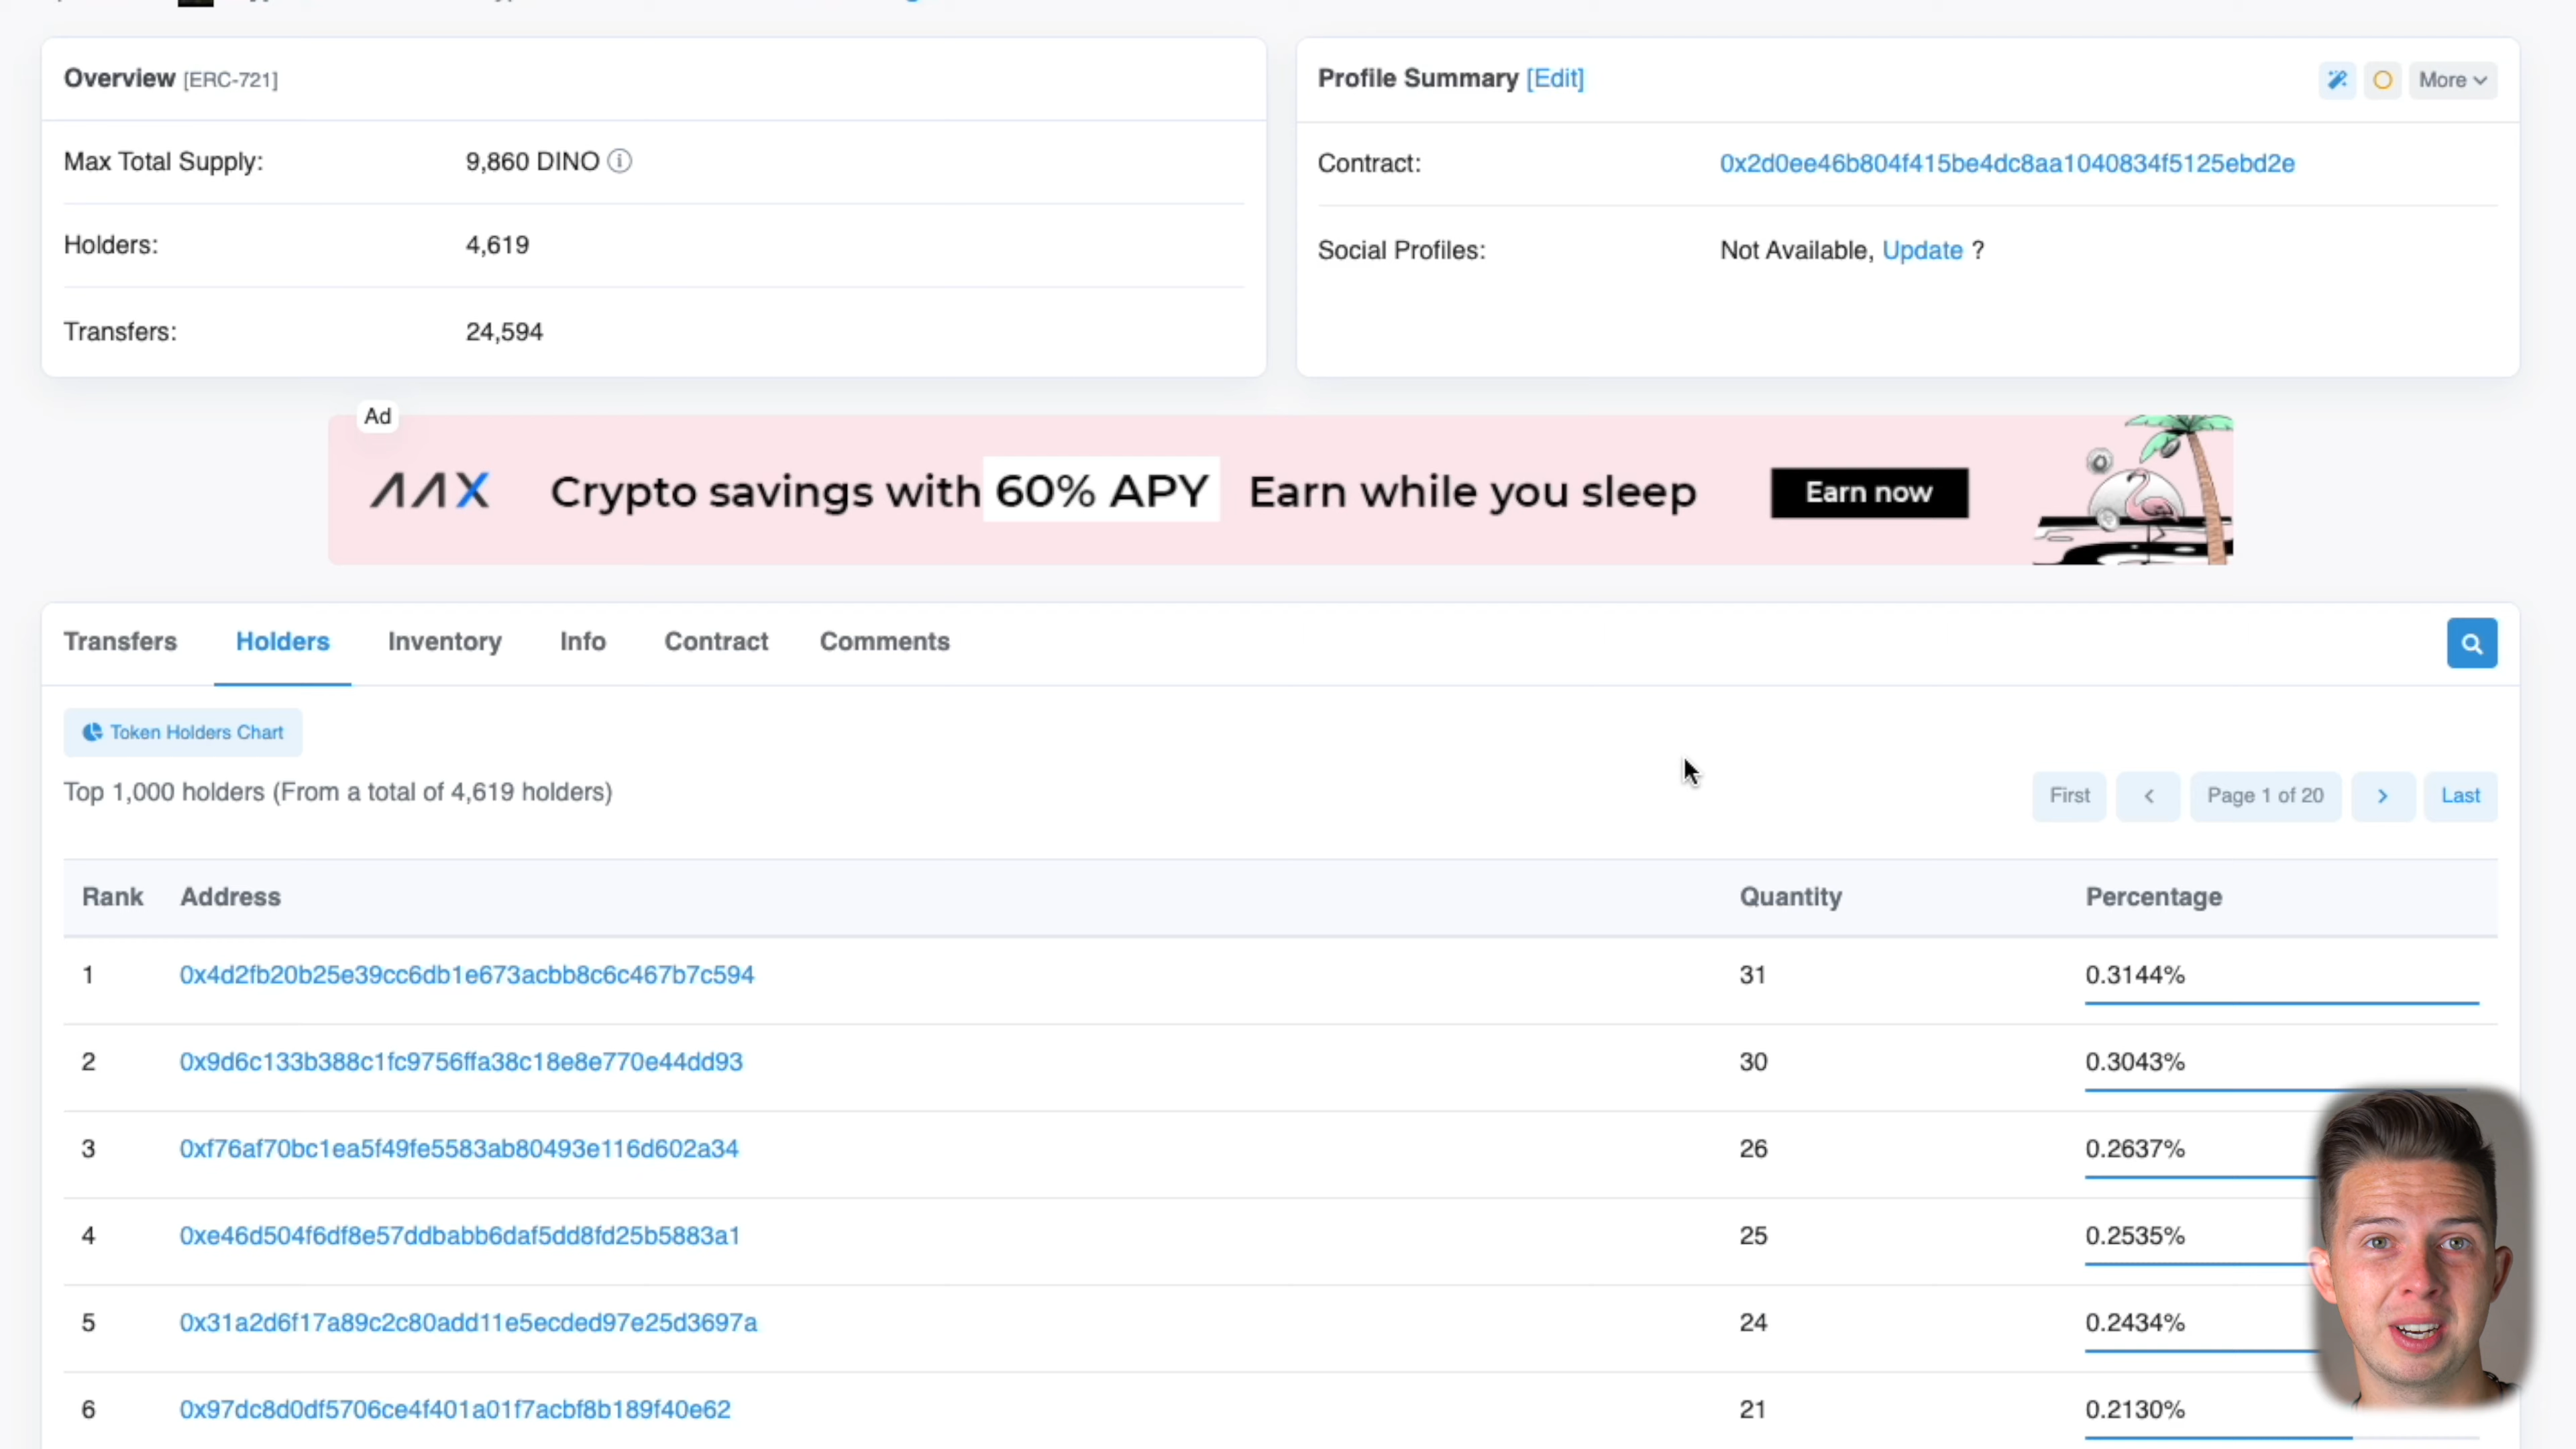 Overview [ERC-721]
Max Total Supply: 9,860 DINO
Holders: 4,619
Transfers: 24,594
Profile Summary [Edit]
More
Contract: 0x2d0ee46b804f415be4dc8aa1040834f5125ebd2e
Social Profiles: Not Available, Update ?
Ad
AAX Crypto savings with 60% APY Earn while you sleep Earn now
Transfers Holders Inventory Info Contract Comments
Token Holders Chart
Top 1,000 holders (From a total of 4,619 holders)
First < Page 1 of 20 > Last
Rank Address Quantity Percentage
1 0x4d2fb20b25e39cc6db1e673acbb8c6c467b7c594 31 0.3144%
2 0x9d6c133b388c1fc9756ffa38c18e8e770e44dd93 30 0.3043%
3 0xf76af70bc1ea5f49fe5583ab80493e116d602a34 26 0.2637%
4 0xe46d504f6df8e57ddbabb6daf5dd8fd25b5883a1 25 0.2535%
5 0x31a2d6f17a89c2c80add11e5ecded97e25d3697a 24 0.2434%
6 0x97dc8d0df5706ce4f401a01f7acbf8b189f40e62 21 0.2130%